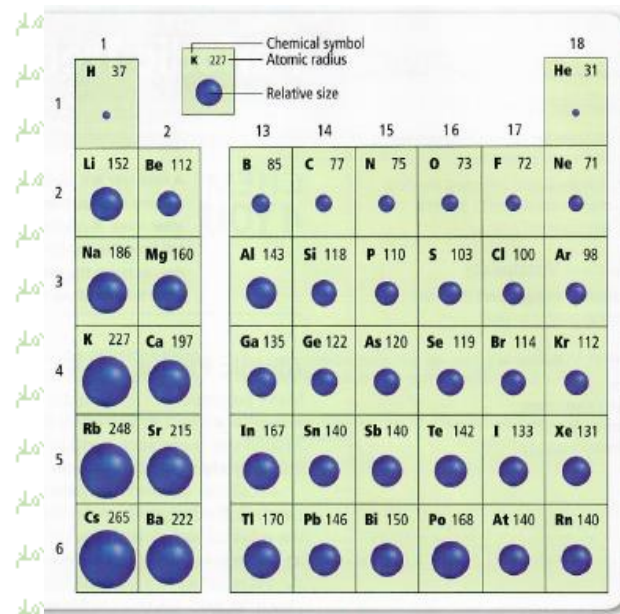 1
18
Chemical symbol
K 227 Atomic radius
Relative size
1
H 37
He 31
2
13 14 15 16 17
2
Li 152 Be 112 B 85 C 77 N 75 O 73 F 72 Ne 71
3
Na 186 Mg 160 Al 143 Si 118 P 110 S 103 Cl 100 Ar 98
4
K 227 Ca 197 Ga 135 Ge 122 As 120 Se 119 Br 114 Kr 112
5
Rb 248 Sr 215 In 167 Sn 140 Sb 140 Te 142 I 133 Xe 131
6
Cs 265 Ba 222 Tl 170 Pb 146 Bi 150 Po 168 At 140 Rn 140